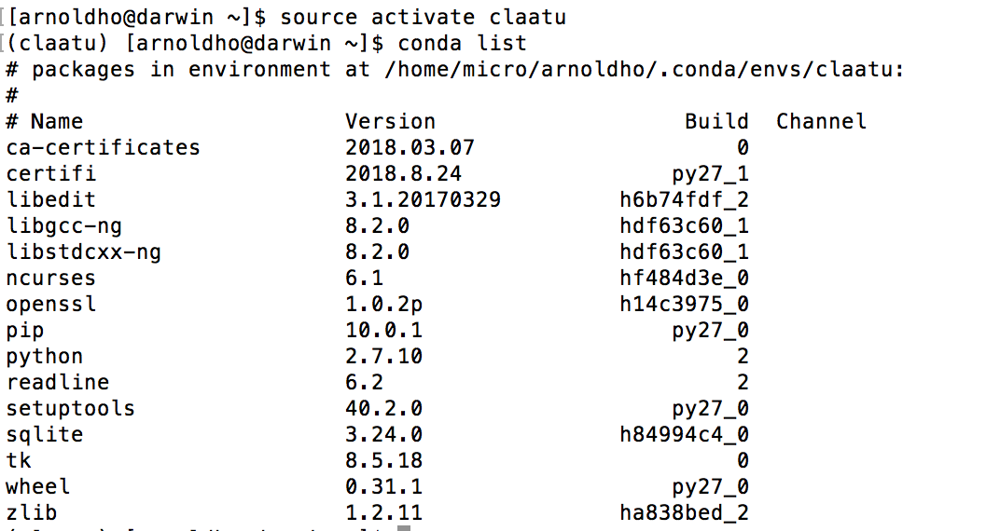 [[arnoldho@darwin ~]$ source activate claatu
[(claatu) [arnoldho@darwin ~]$ conda list
# packages in environment at /home/micro/arnoldho/.conda/envs/claatu:
#
# Name                    Version                   Build  Channel
ca-certificates           2018.03.07                    0
certifi                   2018.8.24                py27_1
libedit                   3.1.20170329         h6b74fdf_2
libgcc-ng                 8.2.0                hdf63c60_1
libstdcxx-ng              8.2.0                hdf63c60_1
ncurses                   6.1                  hf484d3e_0
openssl                   1.0.2p               h14c3975_0
pip                       10.0.1                   py27_0
python                    2.7.10                        2
readline                  6.2                           2
setuptools                40.2.0                   py27_0
sqlite                    3.24.0               h84994c4_0
tk                        8.5.18                        0
wheel                     0.31.1                   py27_0
zlib                      1.2.11               ha838bed_2